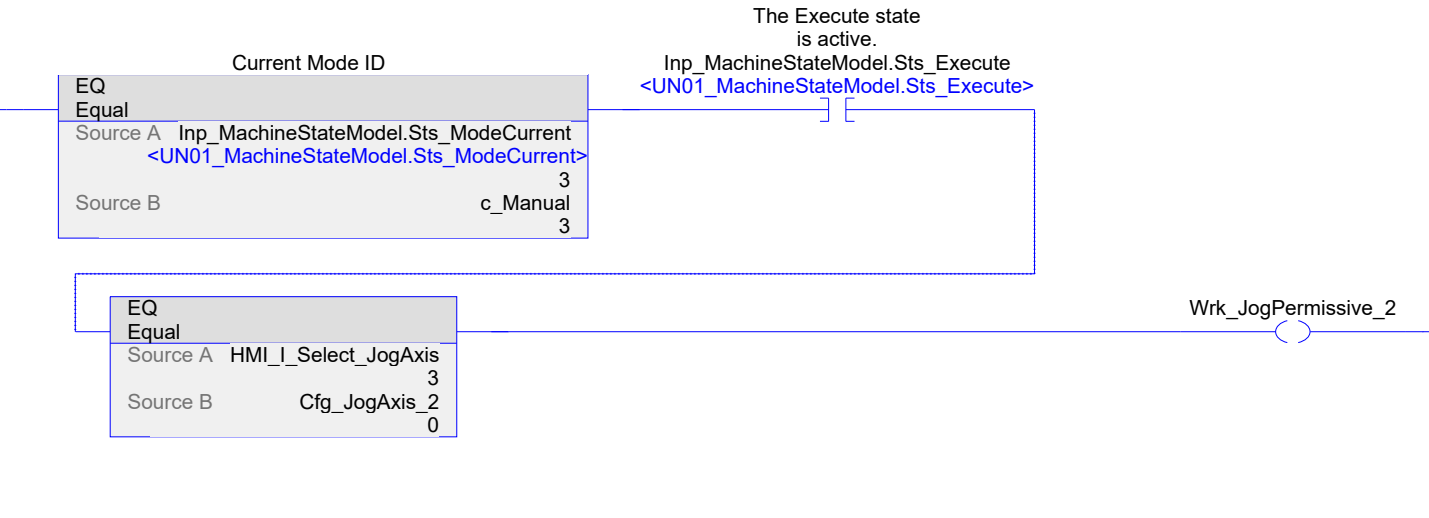 The Execute state
is active.
Current Mode ID
Inp_MachineStateModel.Sts_Execute
<UN01_MachineStateModel.Sts_Execute>
EQ
Equal
Source A Inp_MachineStateModel.Sts_ModeCurrent
<UN01_MachineStateModel.Sts_ModeCurrent>
3
Source B c_Manual
3
EQ
Equal
Source A HMI_I_Select_JogAxis
3
Source B Cfg_JogAxis_2
0
Wrk_JogPermissive_2